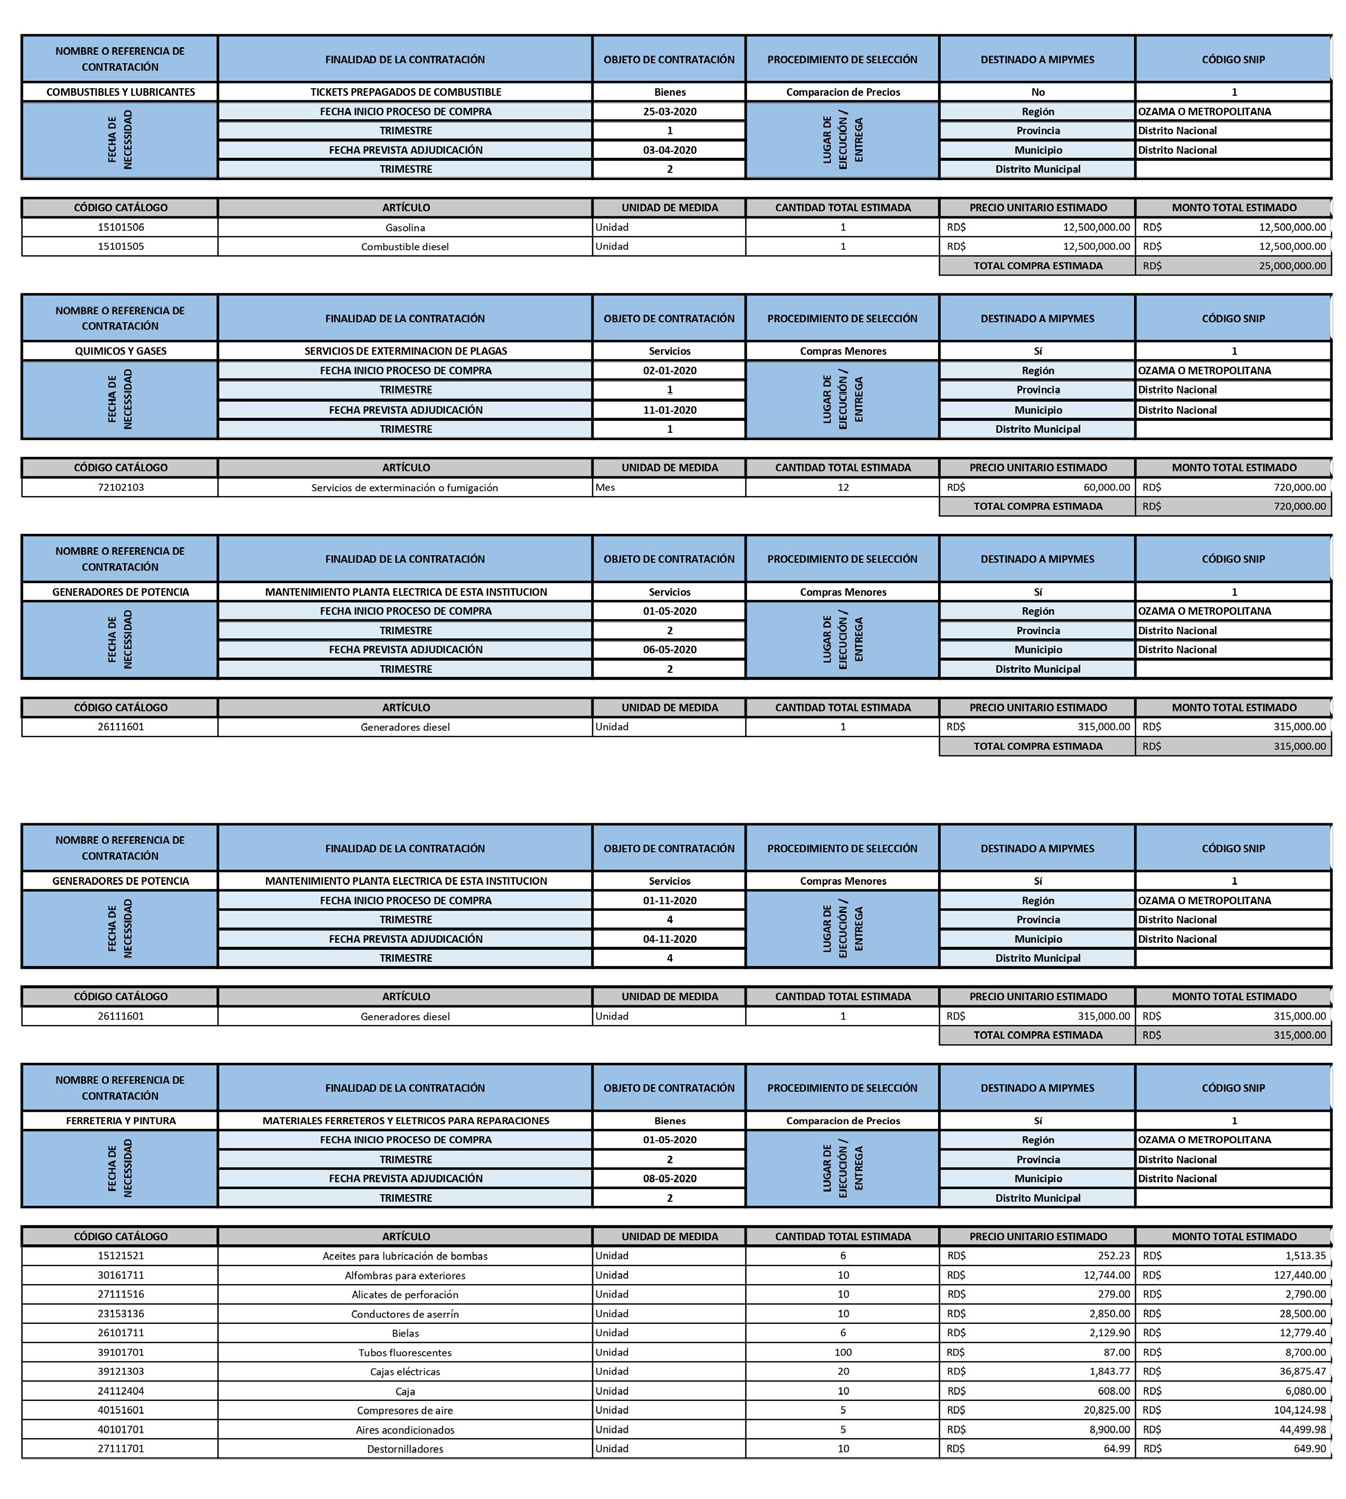 NOMBRE O REFERENCIA DE CONTRATACIÓN FINALIDAD DE LA CONTRATACIÓN OBJETO DE CONTRATACIÓN PROCEDIMIENTO DE SELECCIÓN DESTINADO A MIPYMES CÓDIGO SNIP
COMBUSTIBLES Y LUBRICANTES TICKETS PREPAGADOS DE COMBUSTIBLE Bienes Comparacion de Precios No 1
FECHA DE NECESSIDAD LUGAR DE EJECUCIÓN / ENTREGA
FECHA INICIO PROCESO DE COMPRA 25-03-2020 Región OZAMA O METROPOLITANA
TRIMESTRE 1 Provincia Distrito Nacional
FECHA PREVISTA ADJUDICACIÓN 03-04-2020 Municipio Distrito Nacional
TRIMESTRE 2 Distrito Municipal
CÓDIGO CATÁLOGO ARTÍCULO UNIDAD DE MEDIDA CANTIDAD TOTAL ESTIMADA PRECIO UNITARIO ESTIMADO MONTO TOTAL ESTIMADO
15101506 Gasolina Unidad 1 RD$ 12,500,000.00 RD$ 12,500,000.00
15101505 Combustible diesel Unidad 1 RD$ 12,500,000.00 RD$ 12,500,000.00
TOTAL COMPRA ESTIMADA RD$ 25,000,000.00
NOMBRE O REFERENCIA DE CONTRATACIÓN FINALIDAD DE LA CONTRATACIÓN OBJETO DE CONTRATACIÓN PROCEDIMIENTO DE SELECCIÓN DESTINADO A MIPYMES CÓDIGO SNIP
QUIMICOS Y GASES SERVICIOS DE EXTERMINACION DE PLAGAS Servicios Compras Menores Sí 1
FECHA DE NECESSIDAD LUGAR DE EJECUCIÓN / ENTREGA
FECHA INICIO PROCESO DE COMPRA 02-01-2020 Región OZAMA O METROPOLITANA
TRIMESTRE 1 Provincia Distrito Nacional
FECHA PREVISTA ADJUDICACIÓN 11-01-2020 Municipio Distrito Nacional
TRIMESTRE 1 Distrito Municipal
CÓDIGO CATÁLOGO ARTÍCULO UNIDAD DE MEDIDA CANTIDAD TOTAL ESTIMADA PRECIO UNITARIO ESTIMADO MONTO TOTAL ESTIMADO
72102103 Servicios de exterminación o fumigación Mes 12 RD$ 60,000.00 RD$ 720,000.00
TOTAL COMPRA ESTIMADA RD$ 720,000.00
NOMBRE O REFERENCIA DE CONTRATACIÓN FINALIDAD DE LA CONTRATACIÓN OBJETO DE CONTRATACIÓN PROCEDIMIENTO DE SELECCIÓN DESTINADO A MIPYMES CÓDIGO SNIP
GENERADORES DE POTENCIA MANTENIMIENTO PLANTA ELECTRICA DE ESTA INSTITUCION Servicios Compras Menores Sí 1
FECHA DE NECESSIDAD LUGAR DE EJECUCIÓN / ENTREGA
FECHA INICIO PROCESO DE COMPRA 01-05-2020 Región OZAMA O METROPOLITANA
TRIMESTRE 2 Provincia Distrito Nacional
FECHA PREVISTA ADJUDICACIÓN 06-05-2020 Municipio Distrito Nacional
TRIMESTRE 2 Distrito Municipal
CÓDIGO CATÁLOGO ARTÍCULO UNIDAD DE MEDIDA CANTIDAD TOTAL ESTIMADA PRECIO UNITARIO ESTIMADO MONTO TOTAL ESTIMADO
26111601 Generadores diesel Unidad 1 RD$ 315,000.00 RD$ 315,000.00
TOTAL COMPRA ESTIMADA RD$ 315,000.00
NOMBRE O REFERENCIA DE CONTRATACIÓN FINALIDAD DE LA CONTRATACIÓN OBJETO DE CONTRATACIÓN PROCEDIMIENTO DE SELECCIÓN DESTINADO A MIPYMES CÓDIGO SNIP
GENERADORES DE POTENCIA MANTENIMIENTO PLANTA ELECTRICA DE ESTA INSTITUCION Servicios Compras Menores Sí 1
FECHA DE NECESSIDAD LUGAR DE EJECUCIÓN / ENTREGA
FECHA INICIO PROCESO DE COMPRA 01-11-2020 Región OZAMA O METROPOLITANA
TRIMESTRE 4 Provincia Distrito Nacional
FECHA PREVISTA ADJUDICACIÓN 04-11-2020 Municipio Distrito Nacional
TRIMESTRE 4 Distrito Municipal
CÓDIGO CATÁLOGO ARTÍCULO UNIDAD DE MEDIDA CANTIDAD TOTAL ESTIMADA PRECIO UNITARIO ESTIMADO MONTO TOTAL ESTIMADO
26111601 Generadores diesel Unidad 1 RD$ 315,000.00 RD$ 315,000.00
TOTAL COMPRA ESTIMADA RD$ 315,000.00
NOMBRE O REFERENCIA DE CONTRATACIÓN FINALIDAD DE LA CONTRATACIÓN OBJETO DE CONTRATACIÓN PROCEDIMIENTO DE SELECCIÓN DESTINADO A MIPYMES CÓDIGO SNIP
FERRETERIA Y PINTURA MATERIALES FERRETEROS Y ELETRICOS PARA REPARACIONES Bienes Comparacion de Precios Sí 1
FECHA DE NECESSIDAD LUGAR DE EJECUCIÓN / ENTREGA
FECHA INICIO PROCESO DE COMPRA 01-05-2020 Región OZAMA O METROPOLITANA
TRIMESTRE 2 Provincia Distrito Nacional
FECHA PREVISTA ADJUDICACIÓN 08-05-2020 Municipio Distrito Nacional
TRIMESTRE 2 Distrito Municipal
CÓDIGO CATÁLOGO ARTÍCULO UNIDAD DE MEDIDA CANTIDAD TOTAL ESTIMADA PRECIO UNITARIO ESTIMADO MONTO TOTAL ESTIMADO
15121521 Aceites para lubricación de bombas Unidad 6 RD$ 252.23 RD$ 1,513.35
30161711 Alfombras para exteriores Unidad 10 RD$ 12,744.00 RD$ 127,440.00
27111516 Alicates de perforación Unidad 10 RD$ 279.00 RD$ 2,790.00
23153136 Conductores de aserrín Unidad 10 RD$ 2,850.00 RD$ 28,500.00
26101711 Bielas Unidad 6 RD$ 2,129.90 RD$ 12,779.40
39101701 Tubos fluorescentes Unidad 100 RD$ 87.00 RD$ 8,700.00
39121303 Cajas eléctricas Unidad 20 RD$ 1,843.77 RD$ 36,875.47
24112404 Caja Unidad 10 RD$ 608.00 RD$ 6,080.00
40151601 Compresores de aire Unidad 5 RD$ 20,825.00 RD$ 104,124.98
40101701 Aires acondicionados Unidad 5 RD$ 8,900.00 RD$ 44,499.98
27111701 Destornilladores Unidad 10 RD$ 64.99 RD$ 649.90